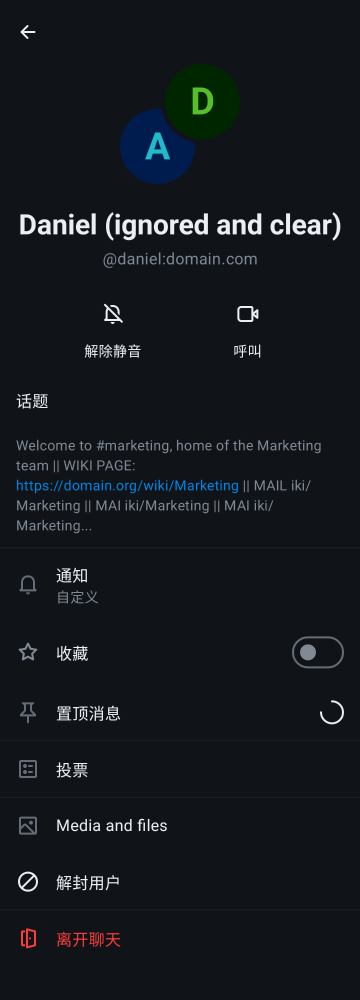 D
A
Daniel (ignored and clear)
@daniel:domain.com
解除静音
呼叫
话题
Welcome to #marketing, home of the Marketing
team || WIKI PAGE:
https://domain.org/wiki/Marketing || MAIL iki/
Marketing || MAI iki/Marketing || MAI iki/
Marketing...
通知
自定义
收藏
置顶消息
投票
Media and files
解封用户
离开聊天